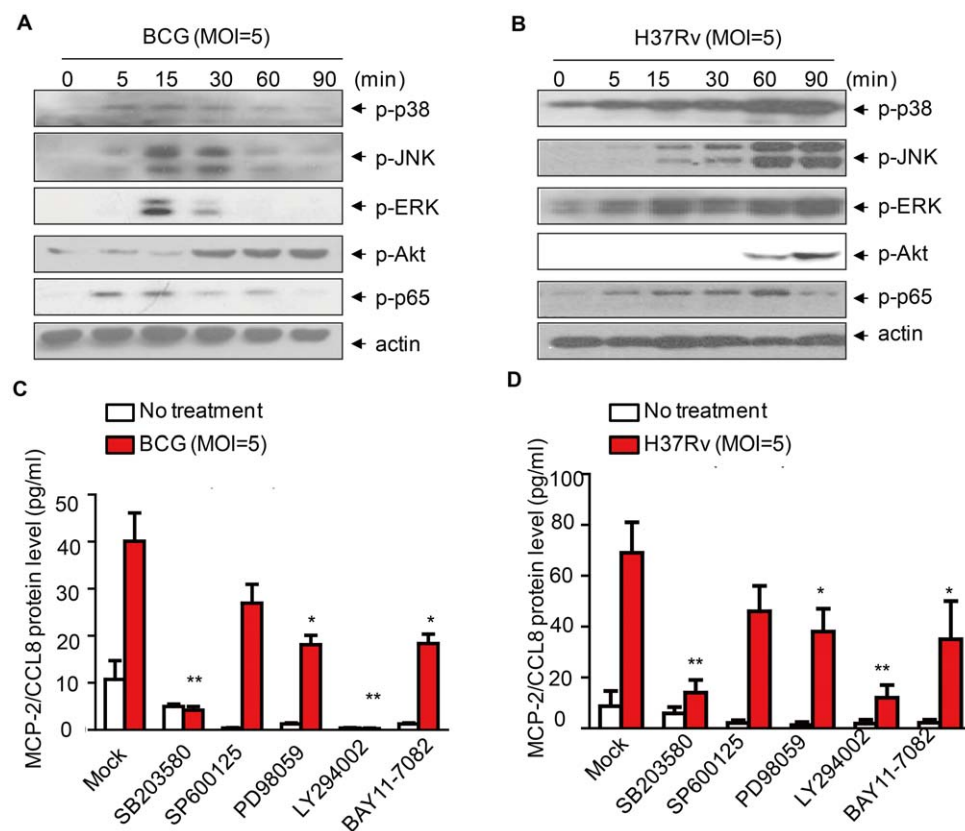 A
BCG (MOI=5)
0 5 15 30 60 90 (min)
p-p38
p-JNK
p-ERK
p-Akt
p-p65
actin
B
H37Rv (MOI=5)
0 5 15 30 60 90 (min)
p-p38
p-JNK
p-ERK
p-Akt
p-p65
actin
C
No treatment
BCG (MOI=5)
MCP-2/CCL8 protein level (pg/ml)
50
40
30
20
10
0
**
*
**
*
Mock
SB203580
SP600125
PD98059
LY294002
BAY11-7082
D
No treatment
H37Rv (MOI=5)
MCP-2/CCL8 protein level (pg/ml)
100
80
60
40
20
0
**
*
**
*
Mock
SB203580
SP600125
PD98059
LY294002
BAY11-7082